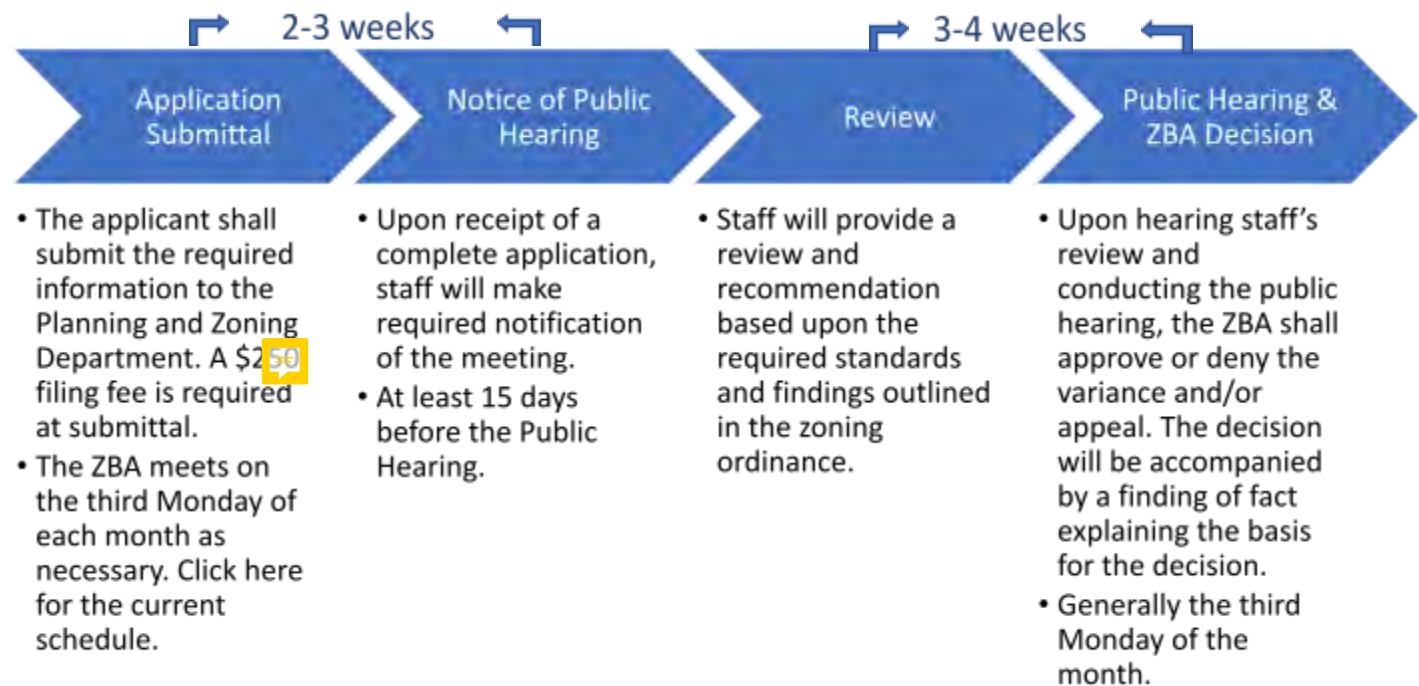 2-3 weeks
3-4 weeks
Application
Submittal
Notice of Public
Hearing
Review
Public Hearing &
ZBA Decision
• The applicant shall
submit the required
information to the
Planning and Zoning
Department. A $250
filing fee is required
at submittal.
• The ZBA meets on
the third Monday of
each month as
necessary. Click here
for the current
schedule.
• Upon receipt of a
complete application,
staff will make
required notification
of the meeting.
• At least 15 days
before the Public
Hearing.
• Staff will provide a
review and
recommendation
based upon the
required standards
and findings outlined
in the zoning
ordinance.
• Upon hearing staff's
review and
conducting the public
hearing, the ZBA shall
approve or deny the
variance and/or
appeal. The decision
will be accompanied
by a finding of fact
explaining the basis
for the decision.
• Generally the third
Monday of the
month.